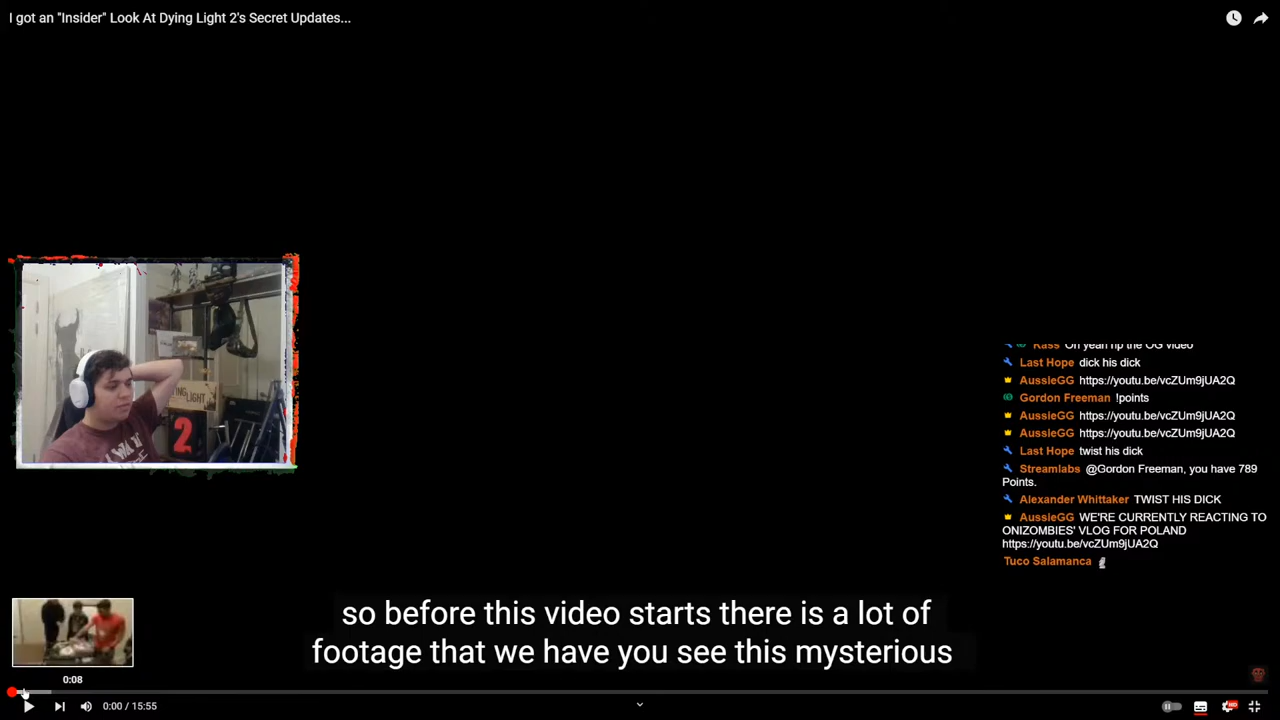 I got an "Insider" Look At Dying Light 2's Secret Updates...
LIGHT
2
Rass Oh yeah rip the OG video
Last Hope dick his dick
AussieGG https://youtu.be/vcZUm9jUA2Q
Gordon Freeman !points
AussieGG https://youtu.be/vcZUm9jUA2Q
AussieGG https://youtu.be/vcZUm9jUA2Q
Last Hope twist his dick
Streamlabs @Gordon Freeman, you have 789
Points.
Alexander Whittaker TWIST HIS DICK
AussieGG WE'RE CURRENTLY REACTING TO
ONIZOMBIES' VLOG FOR POLAND
https://youtu.be/vcZUm9jUA2Q
Tuco Salamanca
so before this video starts there is a lot of
footage that we have you see this mysterious
0:08
0:00 / 15:55